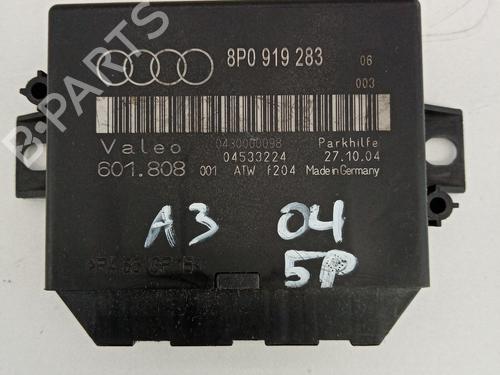 8P0 919 283 06
003
B-PARTS
Valeo 0430000098 Parkhilfe
04533224 27.10.04
601.808 001 ATW f204 Made in Germany
A3 04
5P